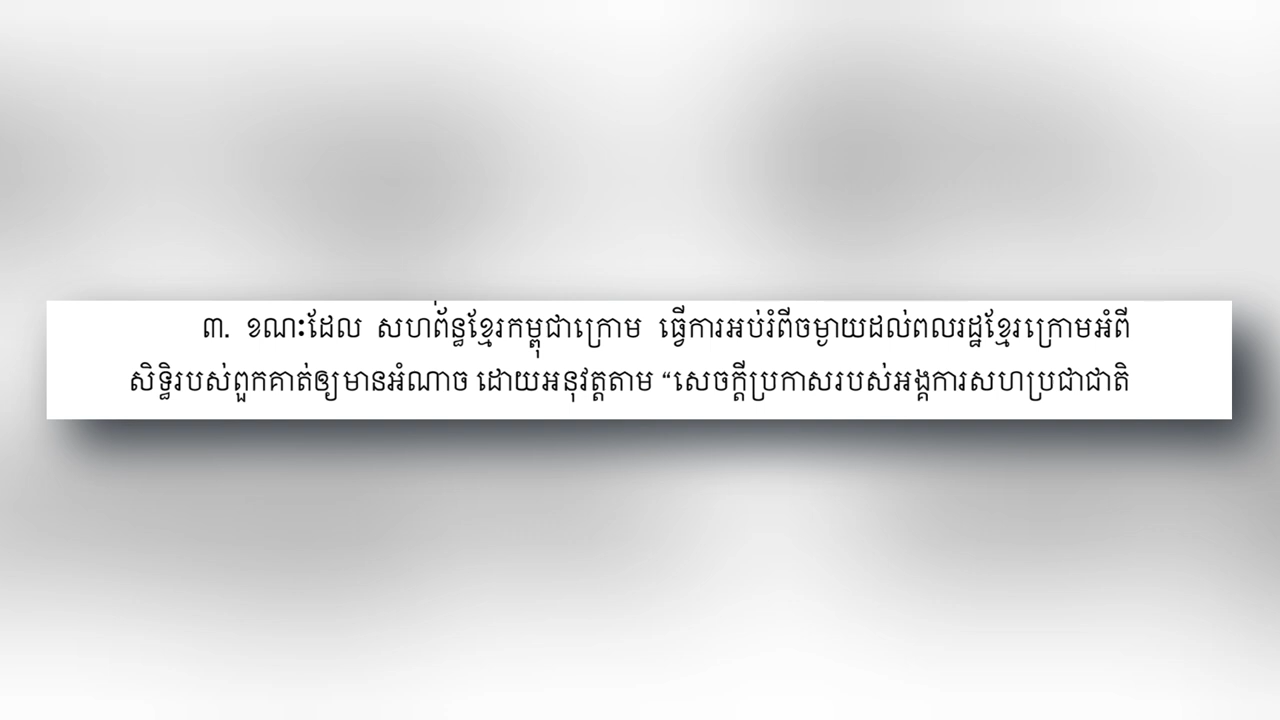 ៣. ខណៈដែល សហព័ន្ធខ្មែរកម្ពុជាក្រោម ធ្វើការអប់រំពីចម្ងាយដល់ពលរដ្ឋខ្មែរក្រោមអំពី
សិទ្ធិរបស់ពួកគាត់ឲ្យមានអំណាច ដោយអនុវត្តតាម “សេចក្តីប្រកាសរបស់អង្គការសហប្រជាជាតិ